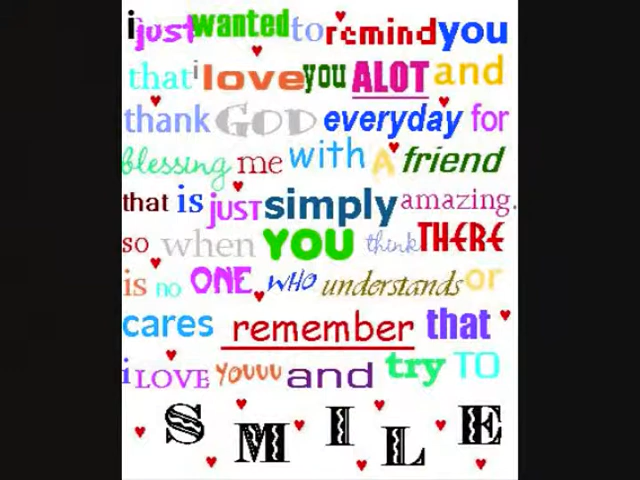 i just wanted to remind you
that i love you ALOT and
thank GOD everyday for
blessing me with A friend
that is JUST simply amazing.
so when YOU think THERE
is no ONE WHO understands or
cares remember that
i LOVE YOUUU and try TO
SMILE